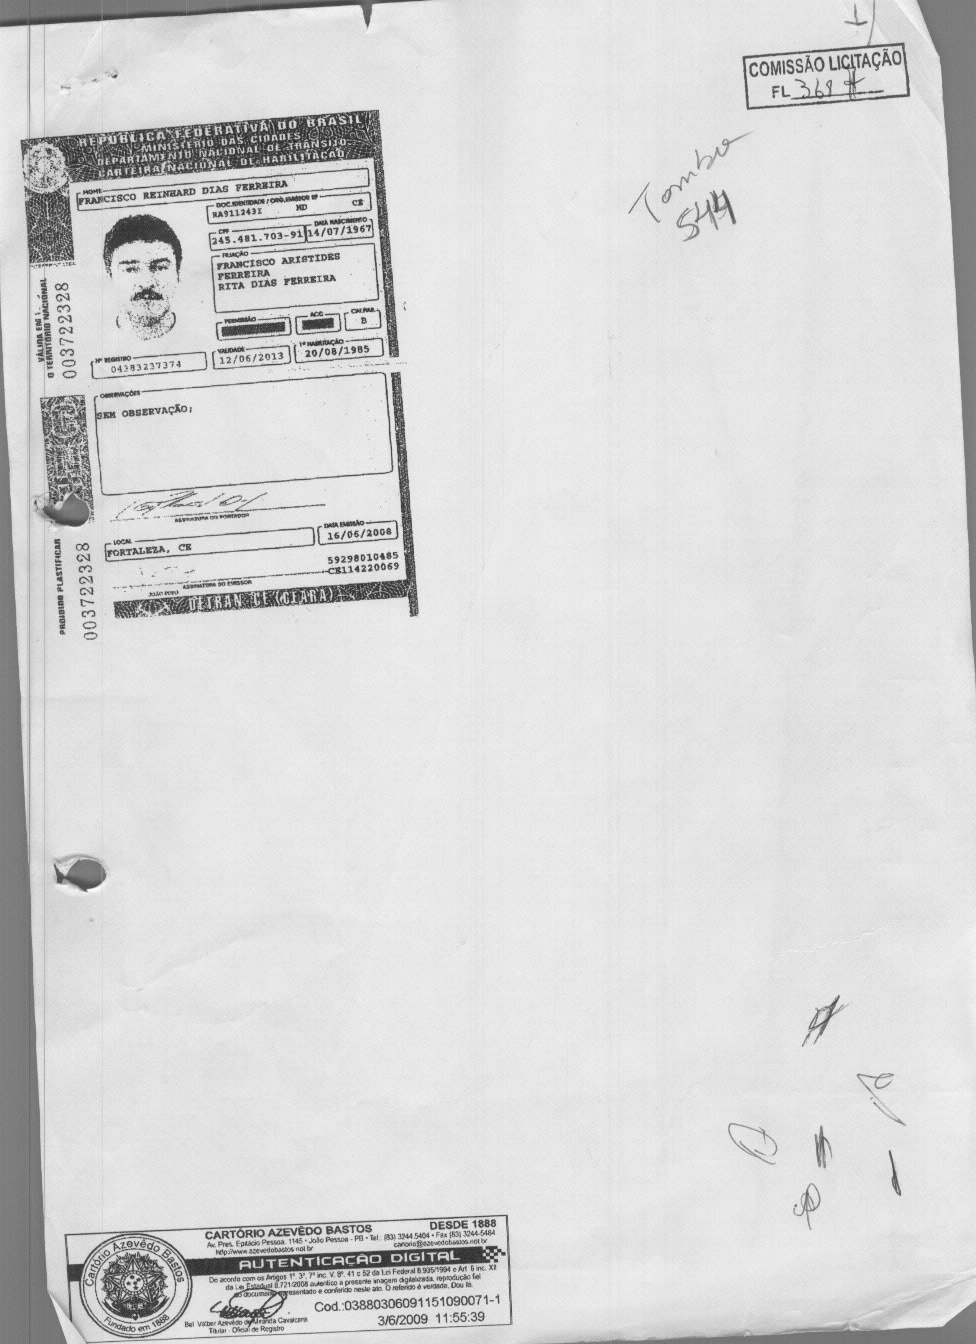 COMISSÃO LICITAÇÃO
FL 368
Tombo
544
REPÚBLICA FEDERATIVA DO BRASIL
MINISTÉRIO DAS CIDADES
DEPARTAMENTO NACIONAL DE TRÂNSITO
CARTEIRA NACIONAL DE HABILITAÇÃO
NOME
FRANCISCO REINHARD DIAS FERREIRA
DOC.IDENTIDADE / ORG.EMISSOR UF
RA911243I MD CE
CPF DATA NASCIMENTO
245.481.703-91 14/07/1967
FILIAÇÃO
FRANCISCO ARISTIDES
FERREIRA
RITA DIAS FERREIRA
PERMISSÃO ACC CAT.HAB.
B
Nº REGISTRO VALIDADE 1ª HABILITAÇÃO
04383237374 12/06/2013 20/08/1985
VÁLIDA EM
O TERRITÓRIO NACIONAL
003722328
OBSERVAÇÕES
SEM OBSERVAÇÃO;
ASSINATURA DO PORTADOR
LOCAL DATA EMISSÃO
FORTALEZA, CE 16/06/2008
59298010485
CE114220069
ASSINATURA DO EMISSOR
DETRAN CE (CEARA)
PROIBIDO PLASTIFICAR
003722328
CARTÓRIO AZEVÊDO BASTOS DESDE 1888
Av. Pres. Epitácio Pessoa, 1145 • João Pessoa - PB • Tel.: (83) 3244.5404 • Fax (83) 3244-5484
http://www.azevedobastos.not.br cartorio@azevedobastos.not.br
AUTENTICAÇÃO DIGITAL
De acordo com os Artigos 1º, 3º, 7º inc. V, 8º, 41 e 52 da Lei Federal 8.935/1994 e Art. 6 inc. XII
da Lei Estadual 8.721/2008 autentico a presente imagem digitalizada, reprodução fiel
do documento apresentado e conferido neste ato. O referido é verdade. Dou fé.
Cod.:03880306091151090071-1
Bel. Válber Azevêdo de Miranda Cavalcanti
Titular - Oficial de Registro
3/6/2009 11:55:39
Cartório Azevêdo Bastos
Fundado em 1888